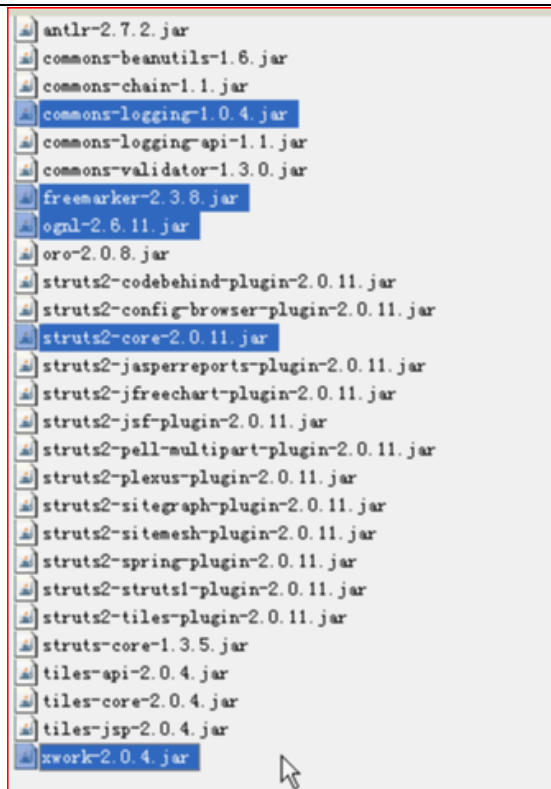 antlr-2.7.2.jar
commons-beanutils-1.6.jar
commons-chain-1.1.jar
commons-logging-1.0.4.jar
commons-logging-api-1.1.jar
commons-validator-1.3.0.jar
freemarker-2.3.8.jar
ognl-2.6.11.jar
oro-2.0.8.jar
struts2-codebehind-plugin-2.0.11.jar
struts2-config-browser-plugin-2.0.11.jar
struts2-core-2.0.11.jar
struts2-jasperreports-plugin-2.0.11.jar
struts2-jfreechart-plugin-2.0.11.jar
struts2-jsf-plugin-2.0.11.jar
struts2-pell-multipart-plugin-2.0.11.jar
struts2-plexus-plugin-2.0.11.jar
struts2-sitegraph-plugin-2.0.11.jar
struts2-sitemesh-plugin-2.0.11.jar
struts2-spring-plugin-2.0.11.jar
struts2-struts1-plugin-2.0.11.jar
struts2-tiles-plugin-2.0.11.jar
struts-core-1.3.5.jar
tiles-api-2.0.4.jar
tiles-core-2.0.4.jar
tiles-jsp-2.0.4.jar
xwork-2.0.4.jar